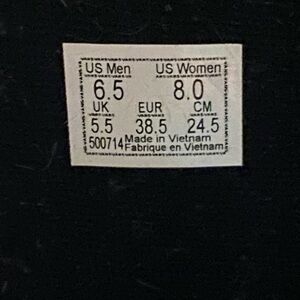 US Men US Women
6.5 8.0
UK EUR CM
5.5 38.5 24.5
500714 Made in Vietnam
Fabrique en Vietnam